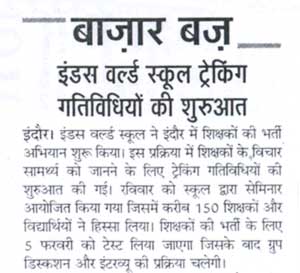 बाज़ार बज़
इंडस वर्ल्ड स्कूल ट्रेकिंग
गतिविधियों की शुरुआत
इंदौर। इंडस वर्ल्ड स्कूल ने इंदौर में शिक्षकों की भर्ती
अभियान शुरू किया। इस प्रक्रिया में शिक्षकों के विचार
सामर्थ्य को जानने के लिए ट्रेकिंग गतिविधियों की
शुरुआत की गई। रविवार को स्कूल द्वारा सेमिनार
आयोजित किया गया जिसमें करीब 150 शिक्षकों और
विद्यार्थियों ने हिस्सा लिया। शिक्षकों की भर्ती के लिए
5 फरवरी को टेस्ट लिया जाएगा जिसके बाद ग्रुप
डिस्कशन और इंटरव्यू की प्रक्रिया चलेगी।